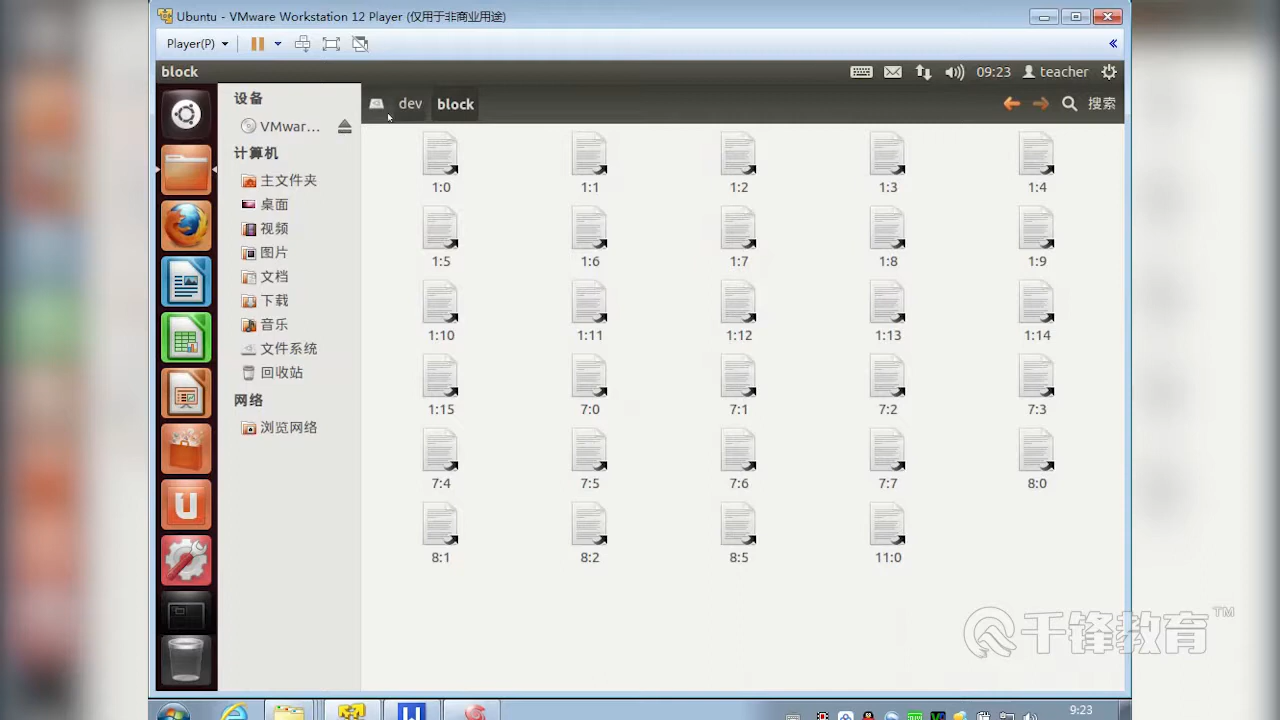 Ubuntu - VMware Workstation 12 Player (仅用于非商业用途)
Player(P)
block
09:23
teacher
设备
VMwar...
计算机
主文件夹
桌面
视频
图片
文档
下载
音乐
文件系统
回收站
网络
浏览网络
dev
block
搜索
1:0
1:1
1:2
1:3
1:4
1:5
1:6
1:7
1:8
1:9
1:10
1:11
1:12
1:13
1:14
1:15
7:0
7:1
7:2
7:3
7:4
7:5
7:6
7:7
8:0
8:1
8:2
8:5
11:0
千锋教育™
9:23